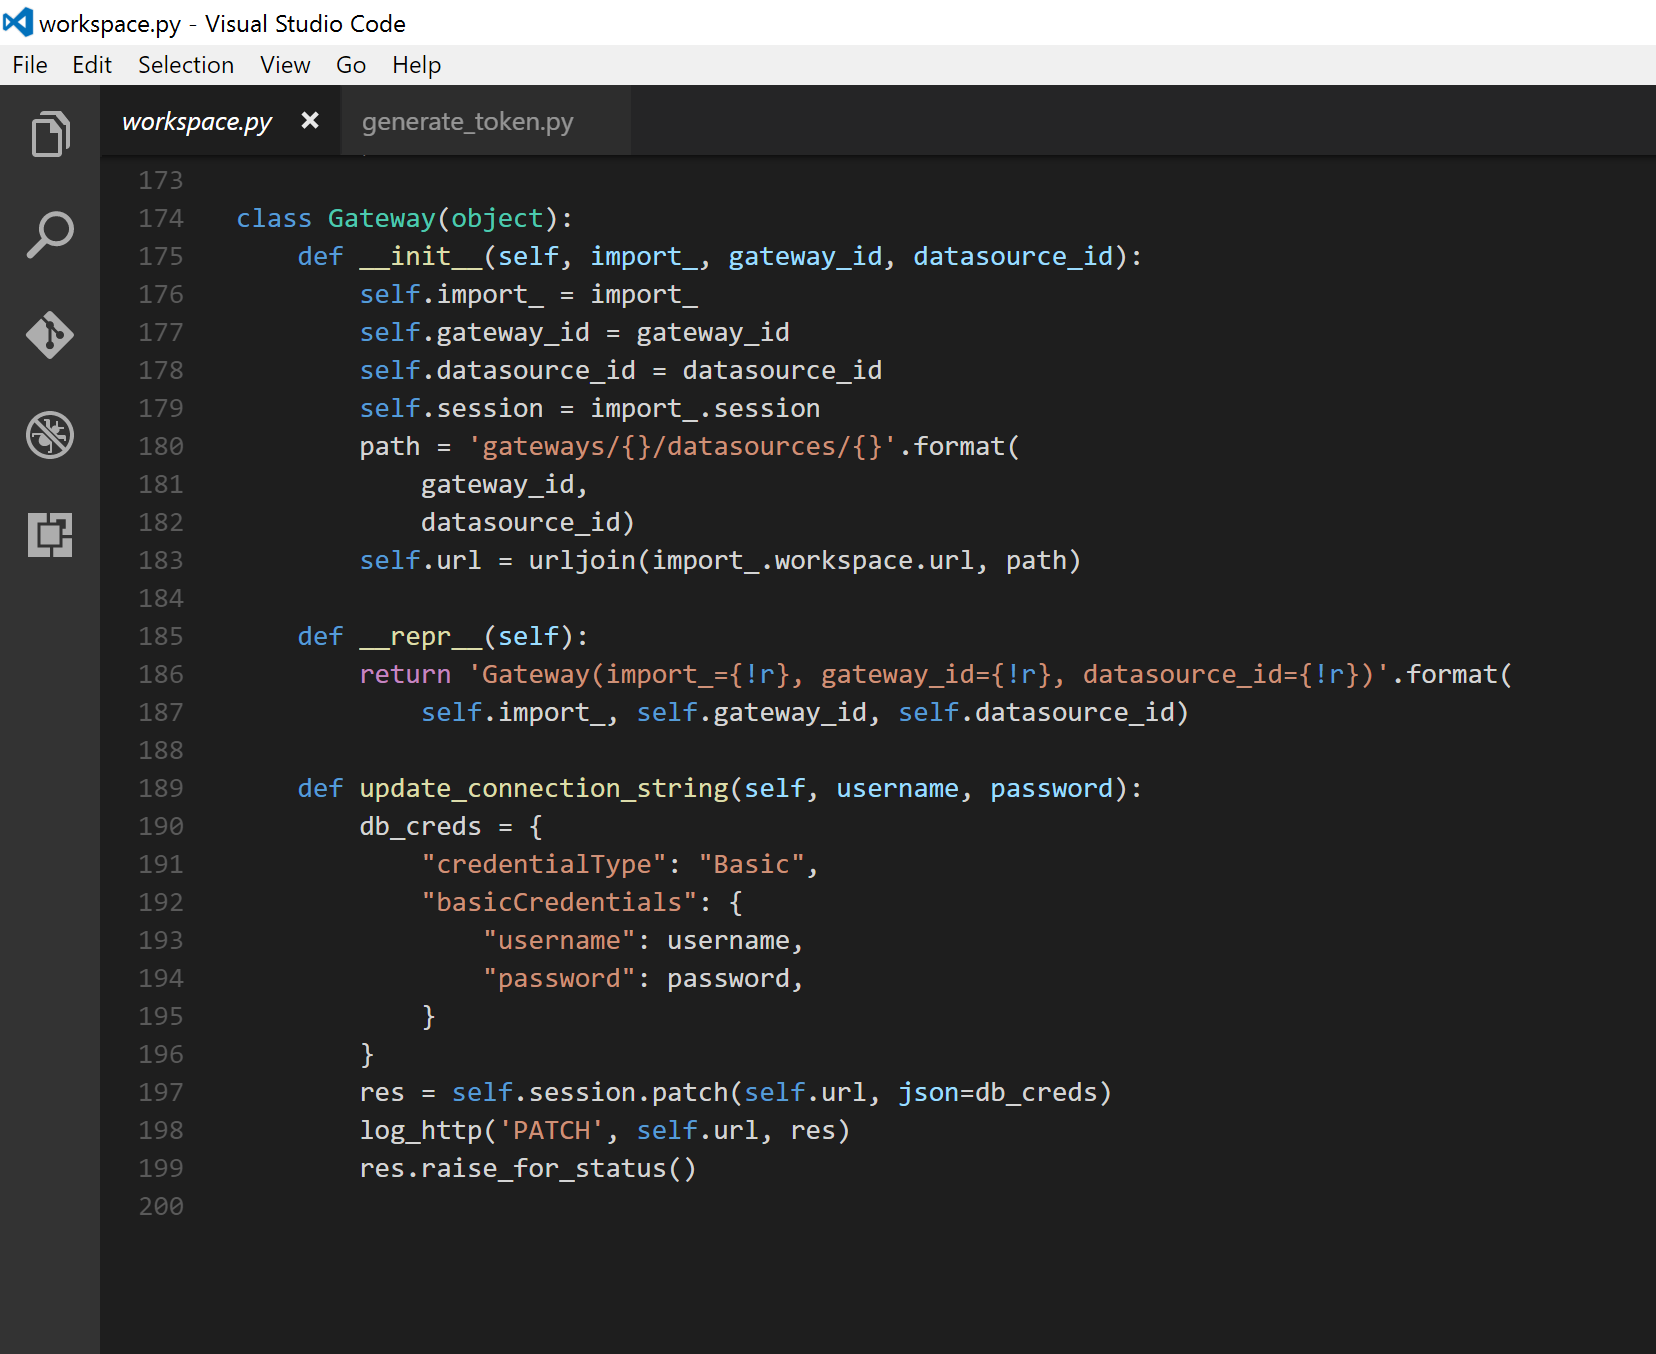 workspace.py - Visual Studio Code
File Edit Selection View Go Help
workspace.py generate_token.py
173
174 class Gateway(object):
175     def __init__(self, import_, gateway_id, datasource_id):
176         self.import_ = import_
177         self.gateway_id = gateway_id
178         self.datasource_id = datasource_id
179         self.session = import_.session
180         path = 'gateways/{}/datasources/{}'.format(
181             gateway_id,
182             datasource_id)
183         self.url = urljoin(import_.workspace.url, path)
184
185     def __repr__(self):
186         return 'Gateway(import_={!r}, gateway_id={!r}, datasource_id={!r})'.format(
187             self.import_, self.gateway_id, self.datasource_id)
188
189     def update_connection_string(self, username, password):
190         db_creds = {
191             "credentialType": "Basic",
192             "basicCredentials": {
193                 "username": username,
194                 "password": password,
195             }
196         }
197         res = self.session.patch(self.url, json=db_creds)
198         log_http('PATCH', self.url, res)
199         res.raise_for_status()
200